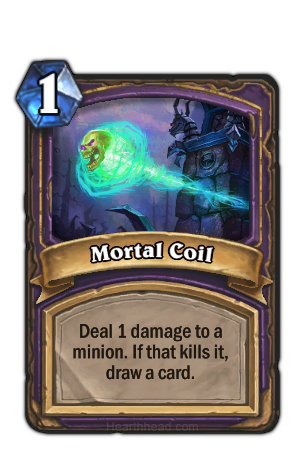 1
Mortal Coil
Deal 1 damage to a
minion. If that kills it,
draw a card.
Hearthhead.com